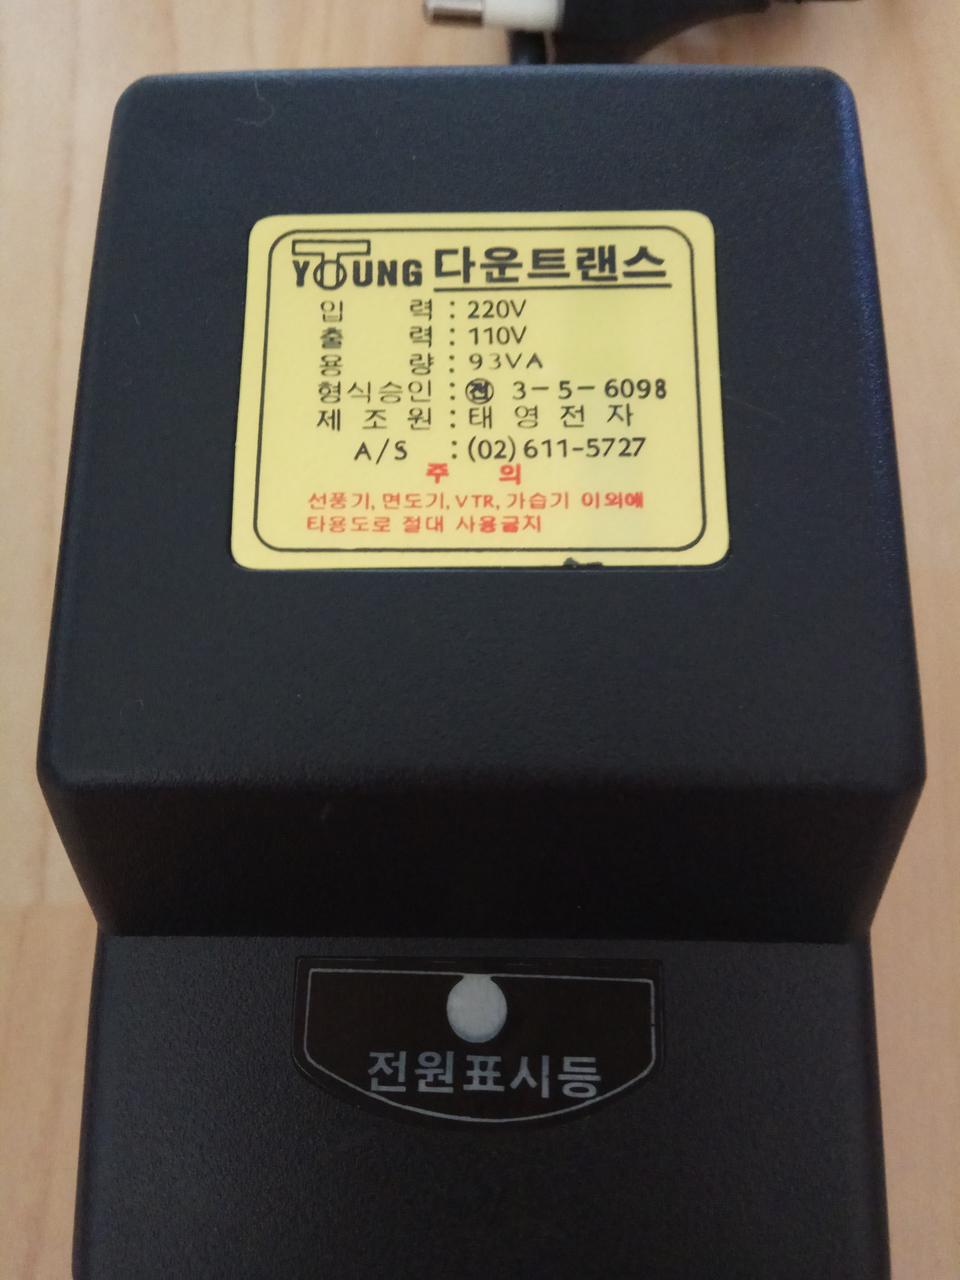 TYOUNG 다운트랜스
입 력 : 220V
출 력 : 110V
용 량 : 93VA
형식승인 : 전 3-5-6098
제 조 원 : 태 영 전 자
A/S : (02) 611-5727
주 의
선풍기, 면도기, VTR, 가습기 이외에
타용도로 절대 사용금지
전원표시등